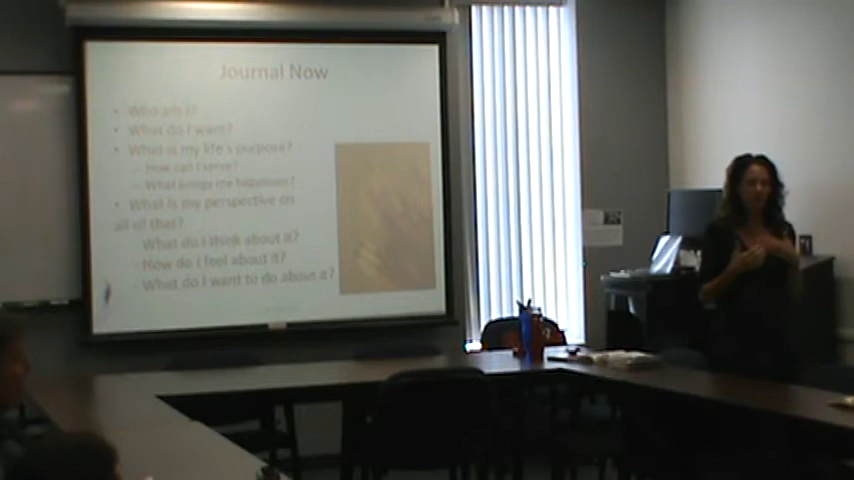 Journal Now
• Who am I?
• What do I want?
• What is my life's purpose?
– How can I serve?
– What brings me happiness?
• What is my perspective on
all of that?
What do I think about it?
How do I feel about it?
What do I want to do about it?